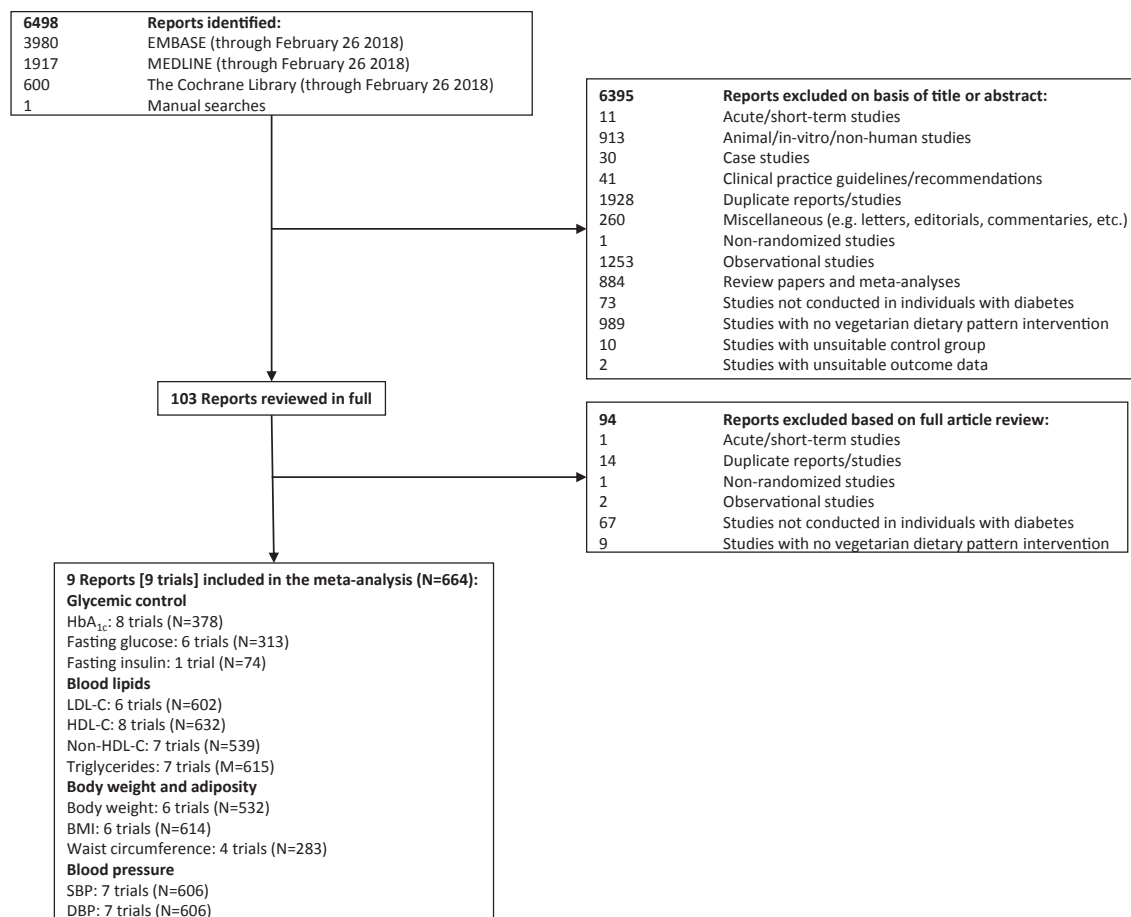 6498 Reports identified:
3980 EMBASE (through February 26 2018)
1917 MEDLINE (through February 26 2018)
600 The Cochrane Library (through February 26 2018)
1 Manual searches
6395 Reports excluded on basis of title or abstract:
11 Acute/short-term studies
913 Animal/in-vitro/non-human studies
30 Case studies
41 Clinical practice guidelines/recommendations
1928 Duplicate reports/studies
260 Miscellaneous (e.g. letters, editorials, commentaries, etc.)
1 Non-randomized studies
1253 Observational studies
884 Review papers and meta-analyses
73 Studies not conducted in individuals with diabetes
989 Studies with no vegetarian dietary pattern intervention
10 Studies with unsuitable control group
2 Studies with unsuitable outcome data
103 Reports reviewed in full
94 Reports excluded based on full article review:
1 Acute/short-term studies
14 Duplicate reports/studies
1 Non-randomized studies
2 Observational studies
67 Studies not conducted in individuals with diabetes
9 Studies with no vegetarian dietary pattern intervention
9 Reports [9 trials] included in the meta-analysis (N=664):
Glycemic control
HbA1c: 8 trials (N=378)
Fasting glucose: 6 trials (N=313)
Fasting insulin: 1 trial (N=74)
Blood lipids
LDL-C: 6 trials (N=602)
HDL-C: 8 trials (N=632)
Non-HDL-C: 7 trials (N=539)
Triglycerides: 7 trials (M=615)
Body weight and adiposity
Body weight: 6 trials (N=532)
BMI: 6 trials (N=614)
Waist circumference: 4 trials (N=283)
Blood pressure
SBP: 7 trials (N=606)
DBP: 7 trials (N=606)